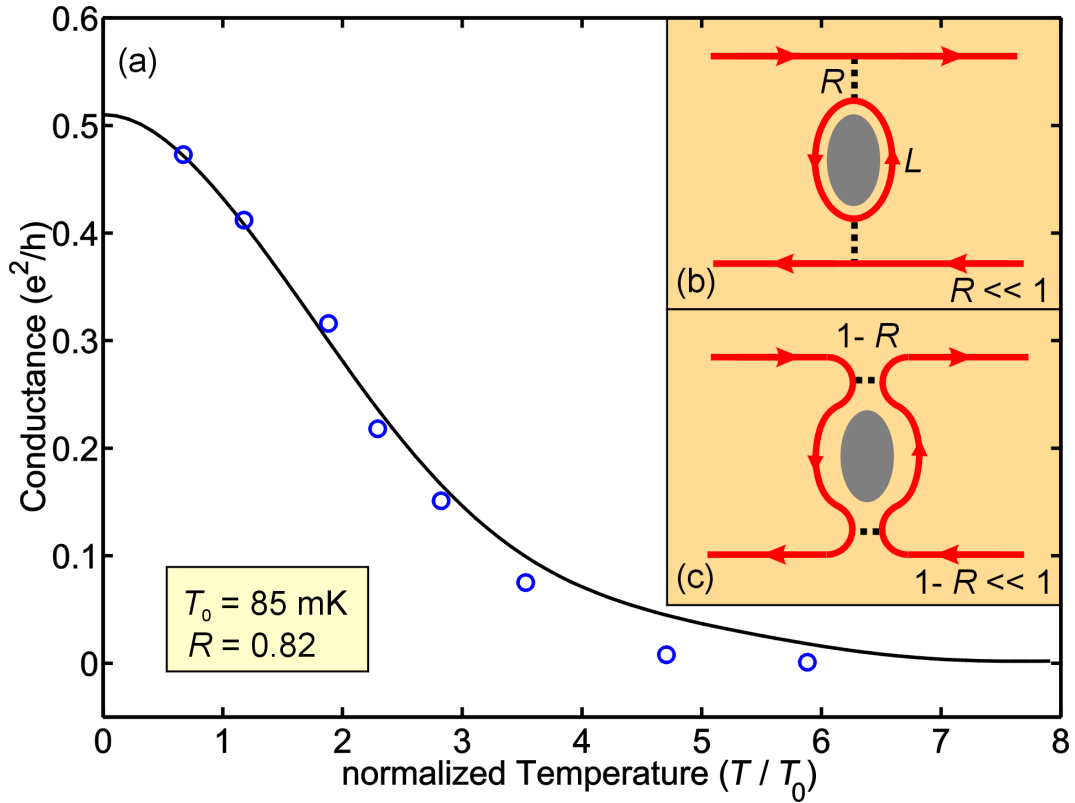 (a)
Conductance (e²/h)
0.6
0.5
0.4
0.3
0.2
0.1
0
0 1 2 3 4 5 6 7 8
normalized Temperature (T / T₀)
T₀ = 85 mK
R = 0.82
R
L
(b)
R << 1
1- R
(c)
1- R << 1